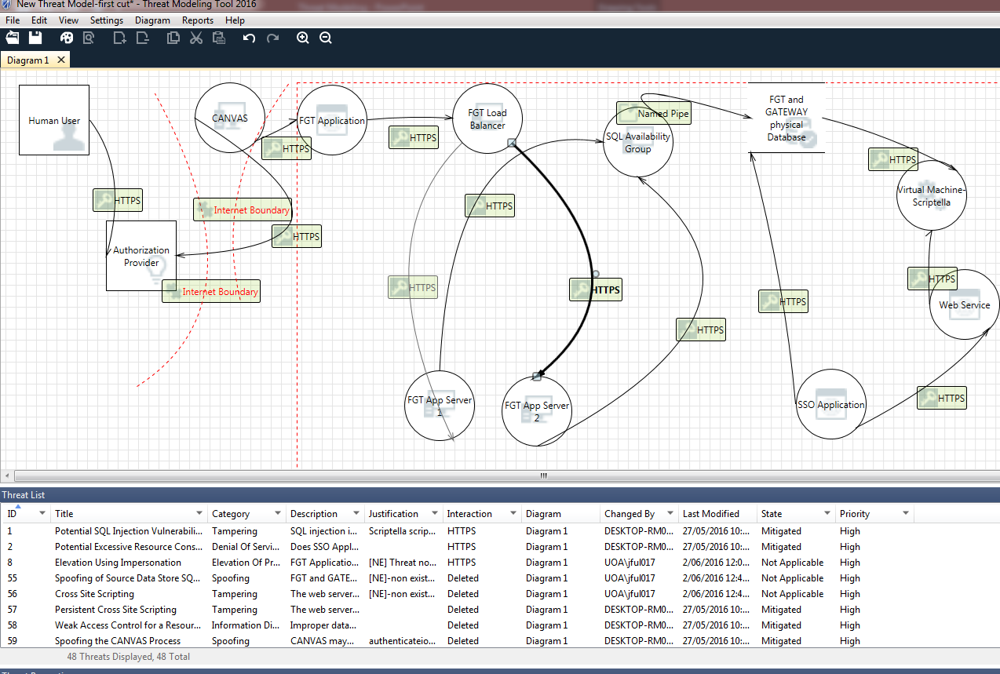 New Threat Model-first cut* - Threat Modeling Tool 2016
File Edit View Settings Diagram Reports Help
Diagram 1 X
Human User
CANVAS
FGT Application
FGT Load
Balancer
Named Pipe
SQL Availability
Group
FGT and
GATEWAY
physical
Database
HTTPS
HTTPS
HTTPS
Virtual Machine-
Scriptella
HTTPS
HTTPS
Internet Boundary
HTTPS
Authorization
Provider
Internet Boundary
HTTPS
HTTPS
HTTPS
HTTPS
HTTPS
Web Service
FGT App Server
1
FGT App Server
2
SSO Application
HTTPS
Threat List
ID Title Category Description Justification Interaction Diagram Changed By Last Modified State Priority
1 Potential SQL Injection Vulnerabili... Tampering SQL injection i... Scriptella scrip... HTTPS Diagram 1 DESKTOP-RM0... 27/05/2016 10:... Mitigated High
2 Potential Excessive Resource Cons... Denial Of Servi... Does SSO Appl... HTTPS Diagram 1 DESKTOP-RM0... 27/05/2016 10:... Mitigated High
8 Elevation Using Impersonation Elevation Of Pr... FGT Applicatio... [NE] Threat no... HTTPS Diagram 1 UOA\jful017 2/06/2016 12:0... Not Applicable High
55 Spoofing of Source Data Store SQ... Spoofing FGT and GATE... [NE]-non exist... Deleted Diagram 1 UOA\jful017 2/06/2016 12:4... Not Applicable High
56 Cross Site Scripting Tampering The web server... [NE]-non exist... Deleted Diagram 1 UOA\jful017 2/06/2016 12:4... Not Applicable High
57 Persistent Cross Site Scripting Tampering The web server... Deleted Diagram 1 DESKTOP-RM0... 27/05/2016 10:... Mitigated High
58 Weak Access Control for a Resour... Information Di... Improper data... Deleted Diagram 1 DESKTOP-RM0... 27/05/2016 10:... Mitigated High
59 Spoofing the CANVAS Process Spoofing CANVAS may... authenticateio... Deleted Diagram 1 DESKTOP-RM0... 27/05/2016 10:... Mitigated High
48 Threats Displayed, 48 Total